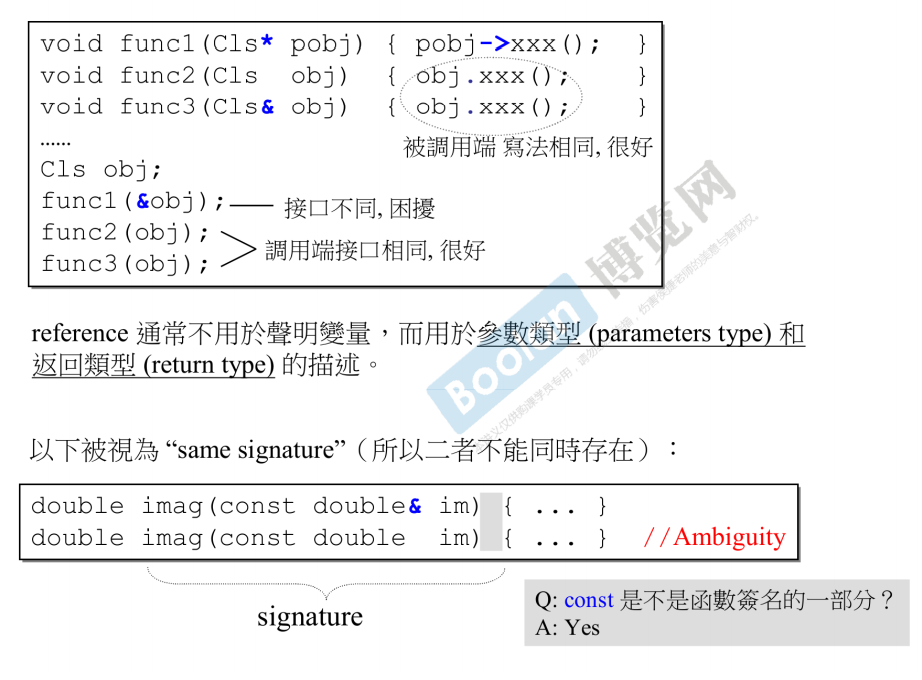 void func1(Cls* pobj) { pobj->xxx(); }
void func2(Cls obj) { obj.xxx(); }
void func3(Cls& obj) { obj.xxx(); }
......
被調用端 寫法相同, 很好
Cls obj;
func1(&obj);
接口不同, 困擾
func2(obj);
調用端接口相同, 很好
func3(obj);
reference 通常不用於聲明變量，而用於參數類型 (parameters type) 和
返回類型 (return type) 的描述。
以下被視為 “same signature”（所以二者不能同時存在）：
double imag(const double& im) { ... }
double imag(const double im) { ... } //Ambiguity
signature
Q: const 是不是函數簽名的一部分？
A: Yes
Boolan 博览网